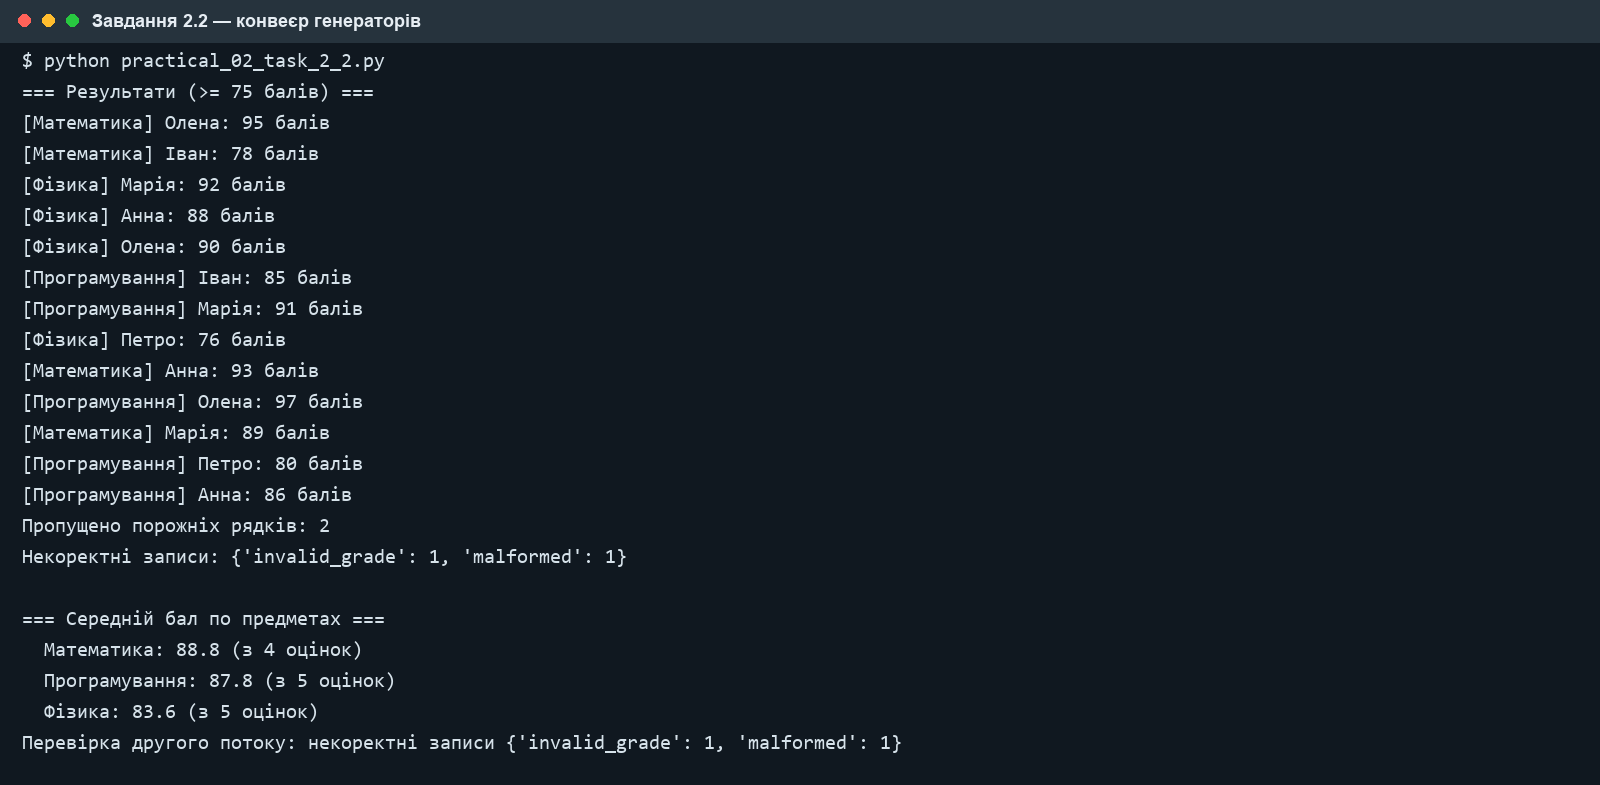 Завдання 2.2 — конвеєр генераторів
$ python practical_02_task_2_2.py
=== Результати (>= 75 балів) ===
[Математика] Олена: 95 балів
[Математика] Іван: 78 балів
[Фізика] Марія: 92 балів
[Фізика] Анна: 88 балів
[Фізика] Олена: 90 балів
[Програмування] Іван: 85 балів
[Програмування] Марія: 91 балів
[Фізика] Петро: 76 балів
[Математика] Анна: 93 балів
[Програмування] Олена: 97 балів
[Математика] Марія: 89 балів
[Програмування] Петро: 80 балів
[Програмування] Анна: 86 балів
Пропущено порожніх рядків: 2
Некоректні записи: {'invalid_grade': 1, 'malformed': 1}
=== Середній бал по предметах ===
Математика: 88.8 (з 4 оцінок)
Програмування: 87.8 (з 5 оцінок)
Фізика: 83.6 (з 5 оцінок)
Перевірка другого потоку: некоректні записи {'invalid_grade': 1, 'malformed': 1}